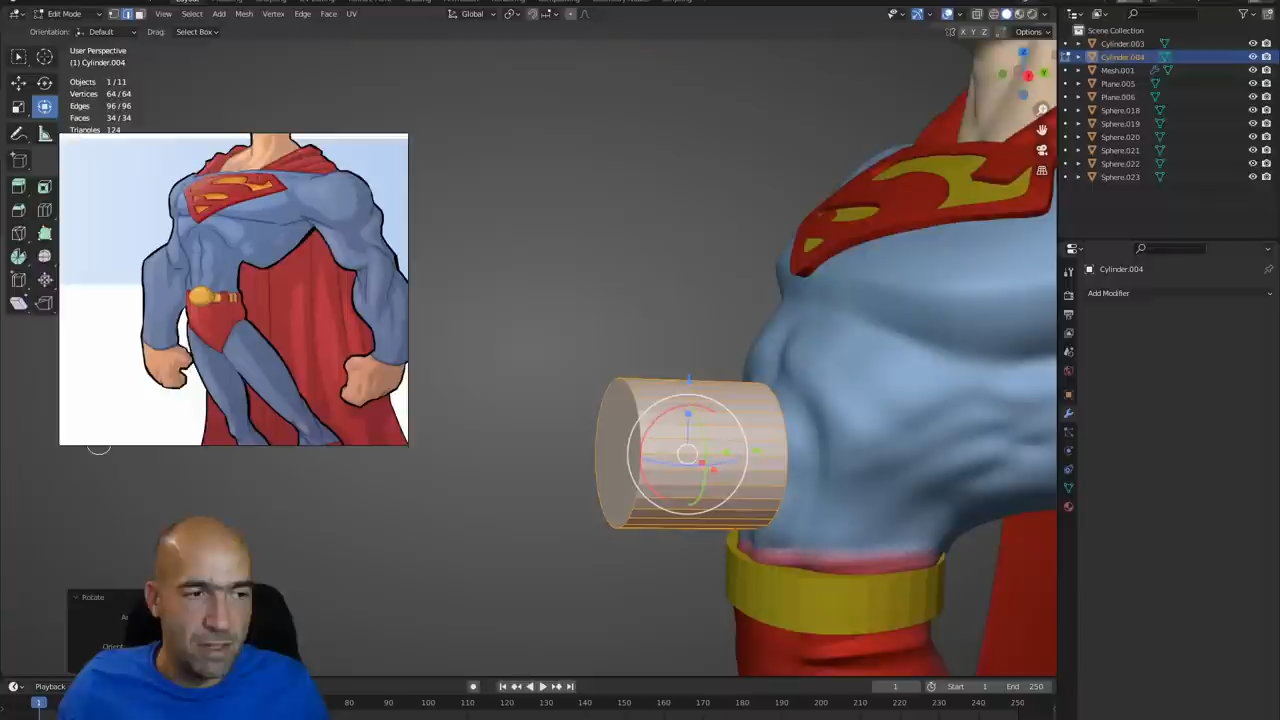 Edit Mode View Select Add Mesh Vertex Edge Face UV Global
Orientation: Default Drag: Select Box X Y Z Options
User Perspective
(1) Cylinder.004
Objects 1 / 11
Vertices 64 / 64
Edges 96 / 96
Faces 34 / 34
Triangles 124
Rotate
Playback
1 80 90 100 110 120 130 140 150 160 170 180 190 200 210 220 230 240 250
1 Start 1 End 250
Scene Collection
Cylinder.003
Cylinder.004
Mesh.001
Plane.005
Plane.006
Sphere.018
Sphere.019
Sphere.020
Sphere.021
Sphere.022
Sphere.023
Cylinder.004
Add Modifier